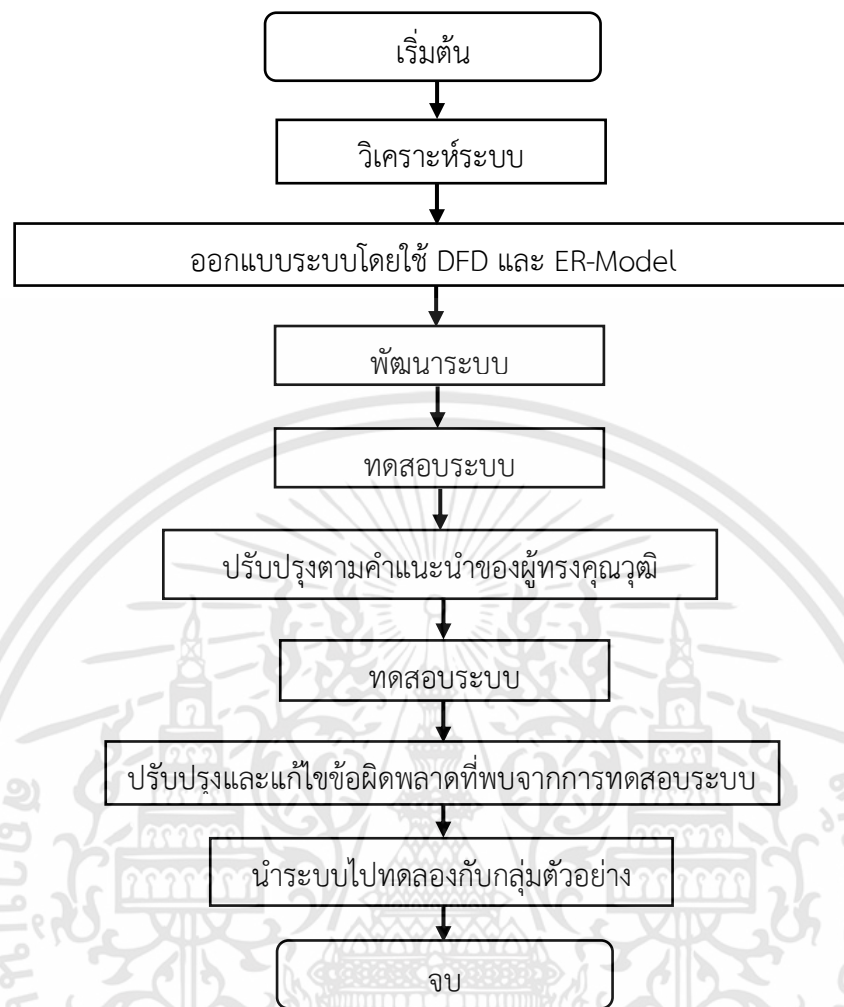 เริ่มต้น
วิเคราะห์ระบบ
ออกแบบระบบโดยใช้ DFD และ ER-Model
พัฒนาระบบ
ทดสอบระบบ
ปรับปรุงตามคำแนะนำของผู้ทรงคุณวุฒิ
ทดสอบระบบ
ปรับปรุงและแก้ไขข้อผิดพลาดที่พบจากการทดสอบระบบ
นำระบบไปทดลองกับกลุ่มตัวอย่าง
จบ